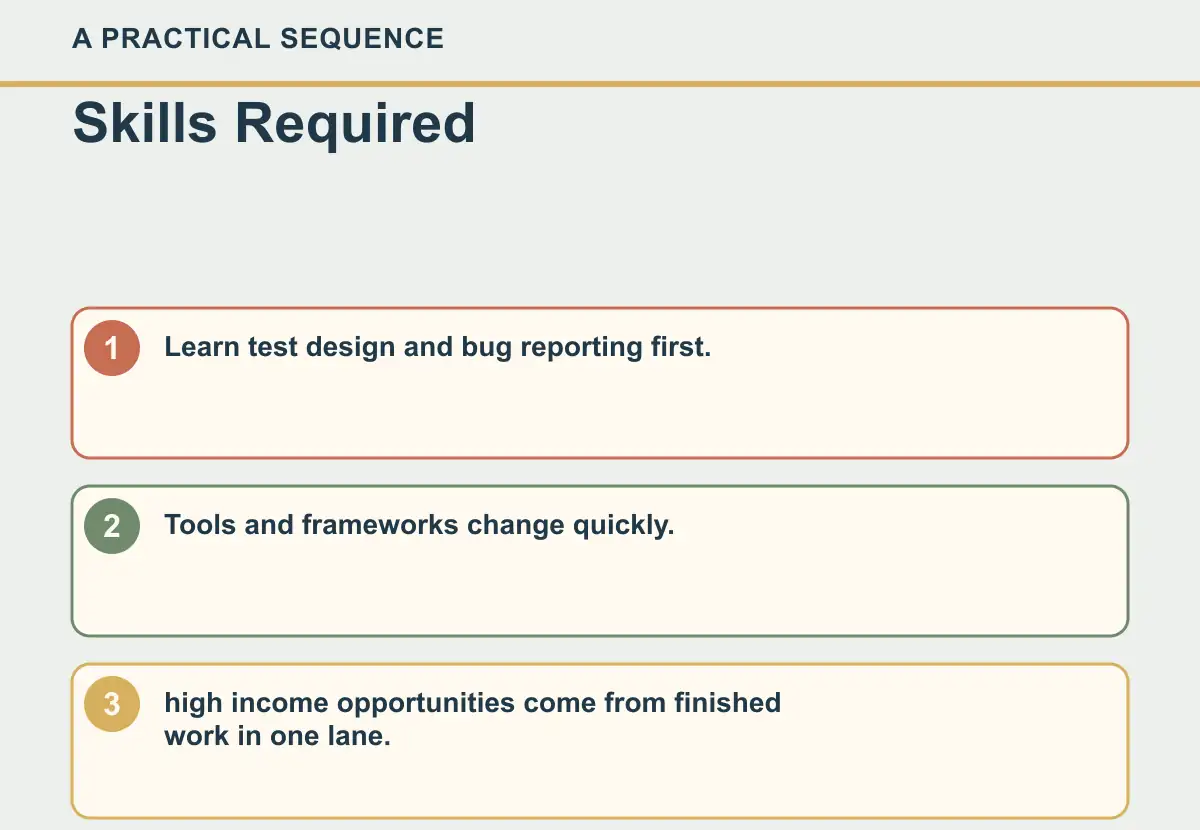 A PRACTICAL SEQUENCE
Skills Required
1
Learn test design and bug reporting first.
2
Tools and frameworks change quickly.
3
high income opportunities come from finished
work in one lane.